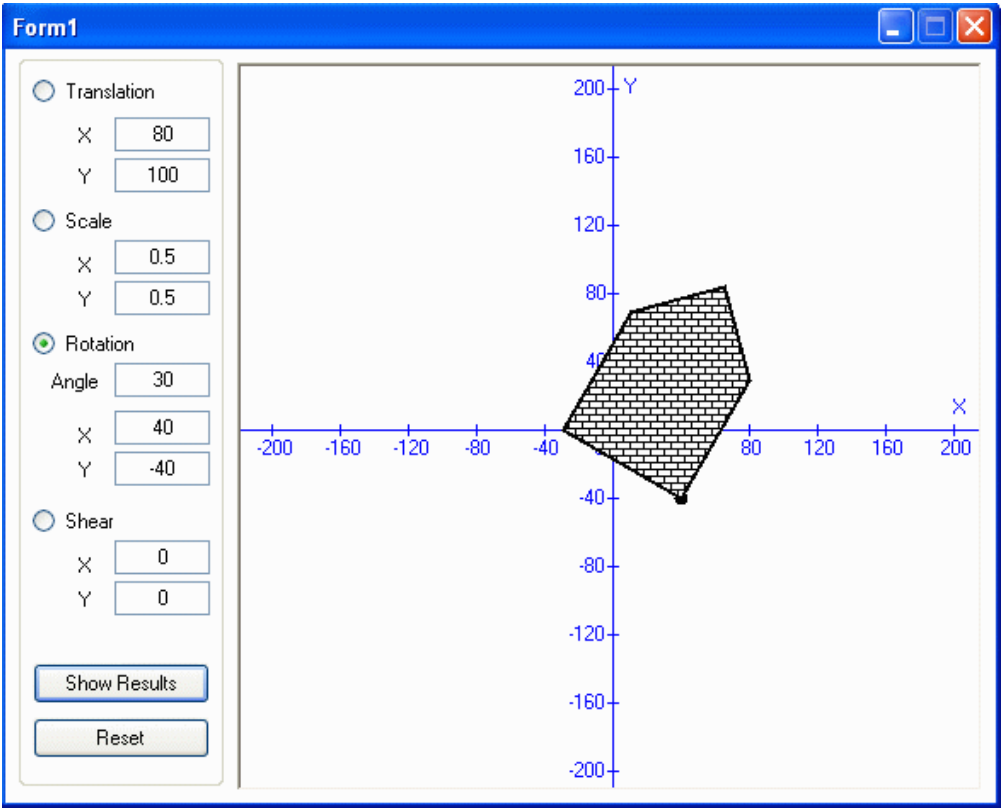 Form1
Translation
X 80
Y 100
Scale
X 0.5
Y 0.5
Rotation
Angle 30
X 40
Y -40
Shear
X 0
Y 0
Show Results
Reset
200 Y
160
120
80
40
X
-200 -160 -120 -80 -40 80 120 160 200
-40
-80
-120
-160
-200